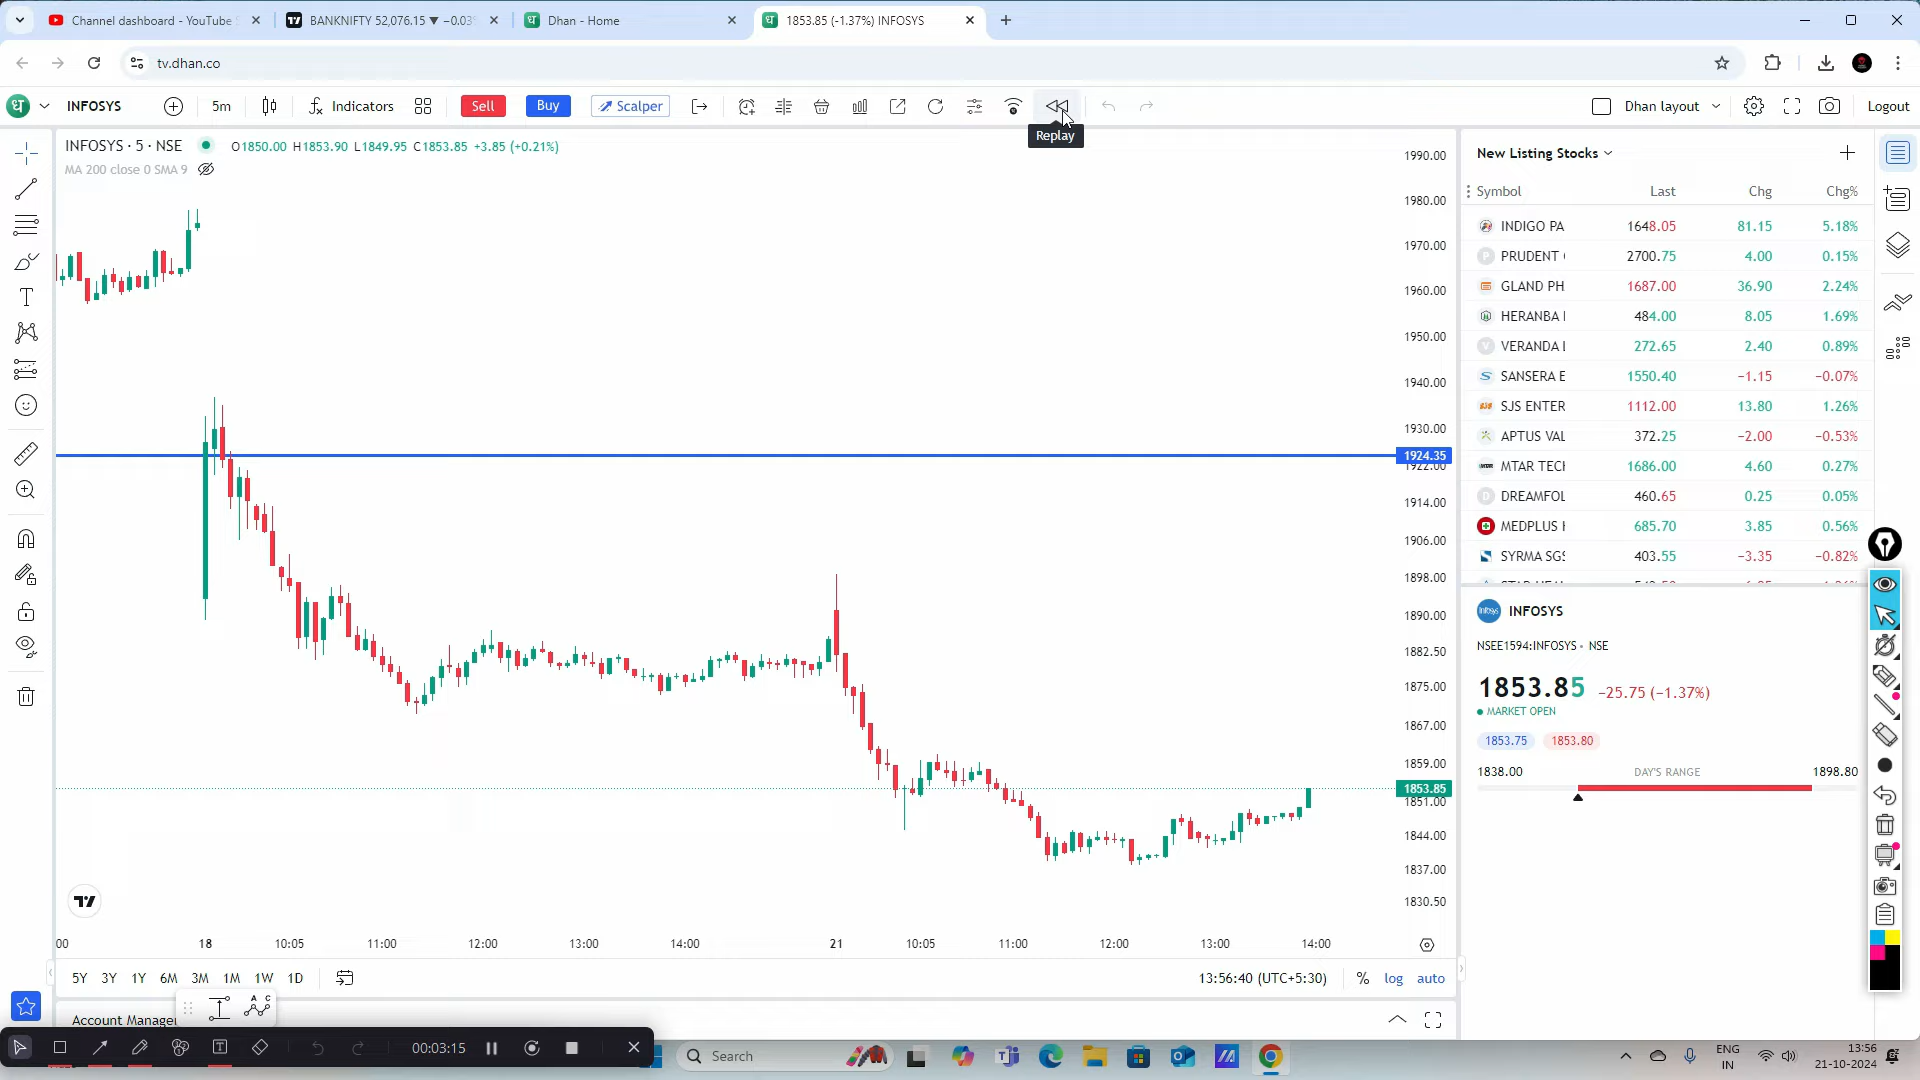 Channel dashboard - YouTube S
BANKNIFTY 52,076.15 ▼ −0.03
Dhan - Home
1853.85 (-1.37%) INFOSYS
tv.dhan.co
INFOSYS
5m
Indicators
Sell
Buy
Scalper
Dhan layout
Logout
Replay
INFOSYS · 5 · NSE
O1850.00 H1853.90 L1849.95 C1853.85 +3.85 (+0.21%)
MA 200 close 0 SMA 9
1990.00
1980.00
1970.00
1960.00
1950.00
1940.00
1930.00
1924.35
1922.00
1914.00
1906.00
1898.00
1890.00
1882.50
1875.00
1867.00
1859.00
1853.85
1851.00
1844.00
1837.00
1830.50
00 18 10:05 11:00 12:00 13:00 14:00 21 10:05 11:00 12:00 13:00 14:00
5Y 3Y 1Y 6M 3M 1M 1W 1D
13:56:40 (UTC+5:30) % log auto
Account Manager
00:03:15
New Listing Stocks
Symbol Last Chg Chg%
INDIGO PA 1648.05 81.15 5.18%
PRUDENT 2700.75 4.00 0.15%
GLAND PH 1687.00 36.90 2.24%
HERANBA 484.00 8.05 1.69%
VERANDA 272.65 2.40 0.89%
SANSERA E 1550.40 −1.15 −0.07%
SJS ENTER 1112.00 13.80 1.26%
APTUS VAL 372.25 −2.00 −0.53%
MTAR TECH 1686.00 4.60 0.27%
DREAMFOL 460.65 0.25 0.05%
MEDPLUS 685.70 3.85 0.56%
SYRMA SGS 403.55 −3.35 −0.82%
INFOSYS
NSEE1594:INFOSYS · NSE
1853.85 −25.75 (−1.37%)
MARKET OPEN
1853.75 1853.80
1838.00 DAY'S RANGE 1898.80
Search
ENG
IN
13:56
21-10-2024